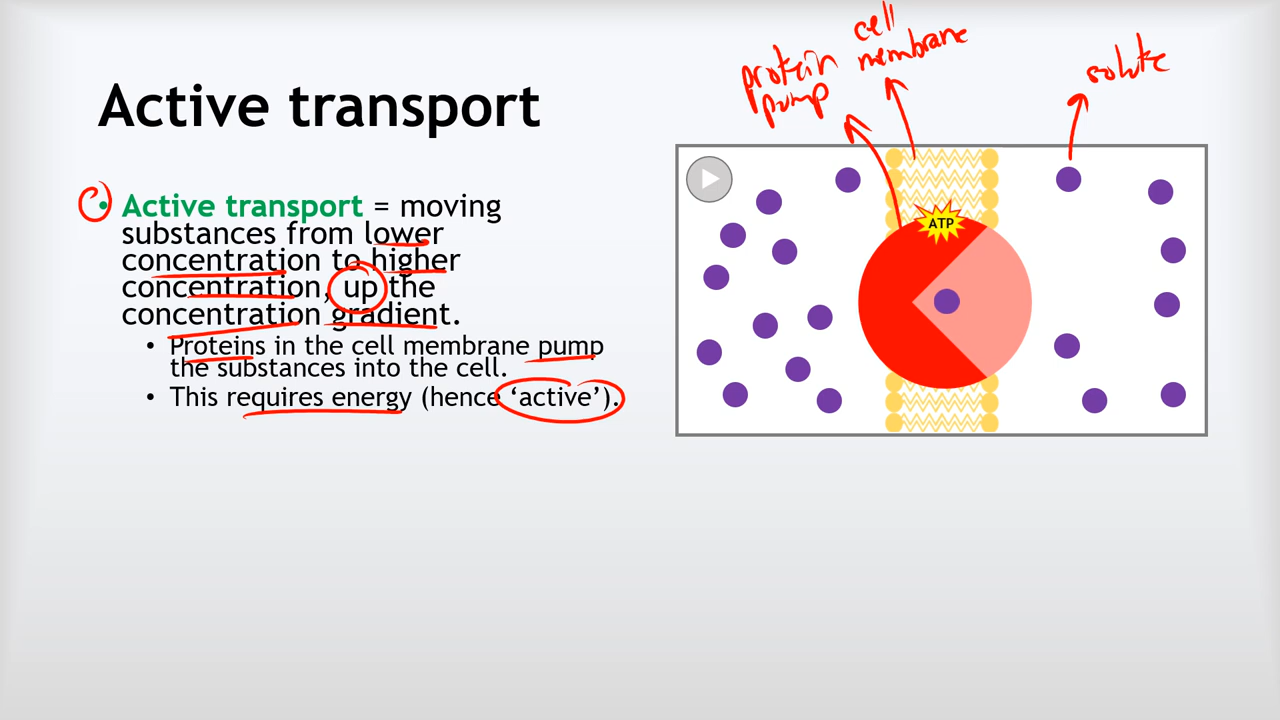 Active transport
• Active transport = moving
substances from lower
concentration to higher
concentration, up the
concentration gradient.
• Proteins in the cell membrane pump
the substances into the cell.
• This requires energy (hence ‘active’).
protein
pump
cell
membrane
solute
ATP